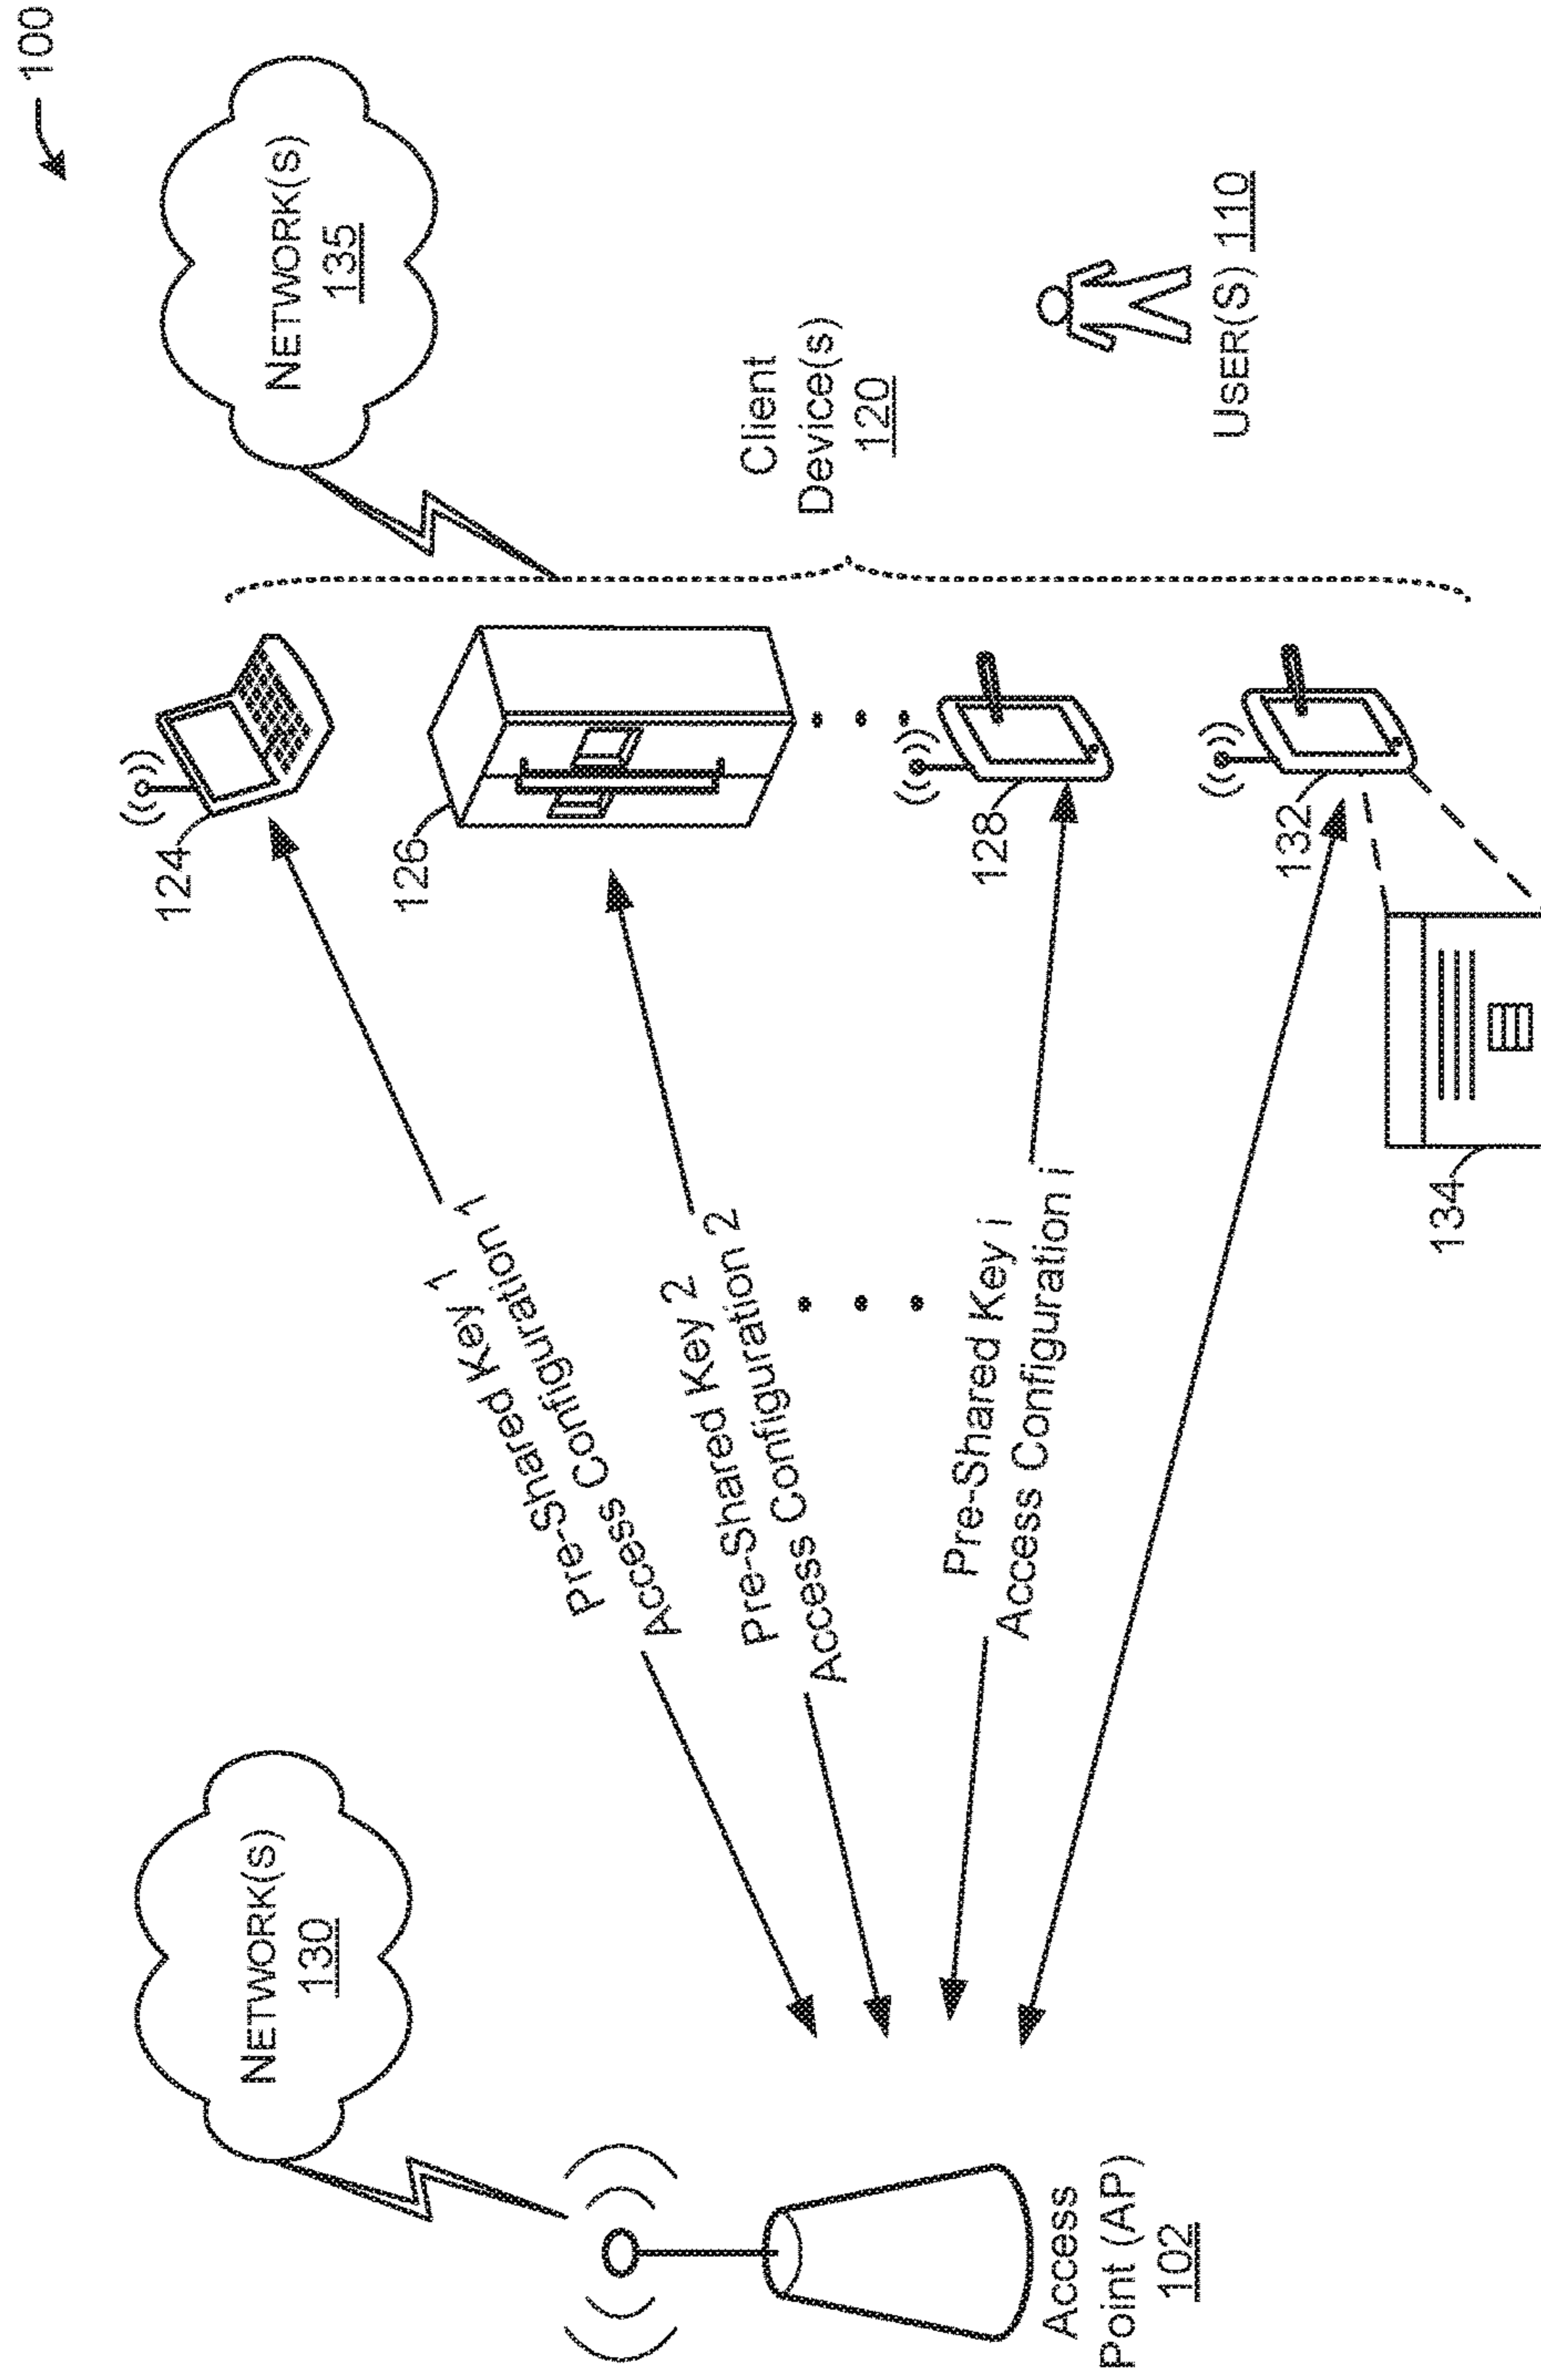 100
NETWORK(S)
130
NETWORK(S)
135
124
Pre-Shared Key 1
Access Configuration 1
126
Pre-Shared Key 2
Access Configuration 2
Client
Device(s)
120
Pre-Shared Key i
Access Configuration i
128
Access
Point (AP)
102
132
USER(S) 110
134